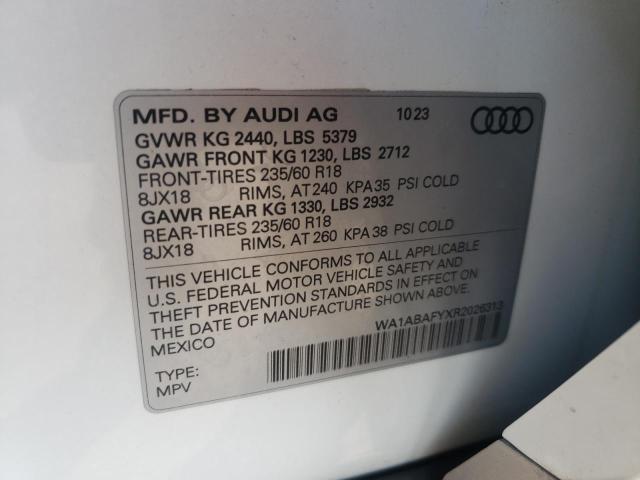 MFD. BY AUDI AG 10 23
GVWR KG 2440, LBS 5379
GAWR FRONT KG 1230, LBS 2712
FRONT-TIRES 235/60 R18
8JX18 RIMS, AT 240 KPA 35 PSI COLD
GAWR REAR KG 1330, LBS 2932
REAR-TIRES 235/60 R18
8JX18 RIMS, AT 260 KPA 38 PSI COLD
THIS VEHICLE CONFORMS TO ALL APPLICABLE
U.S. FEDERAL MOTOR VEHICLE SAFETY AND
THEFT PREVENTION STANDARDS IN EFFECT ON
THE DATE OF MANUFACTURE SHOWN ABOVE.
MEXICO
WA1ABAFYXR2026313
TYPE:
MPV